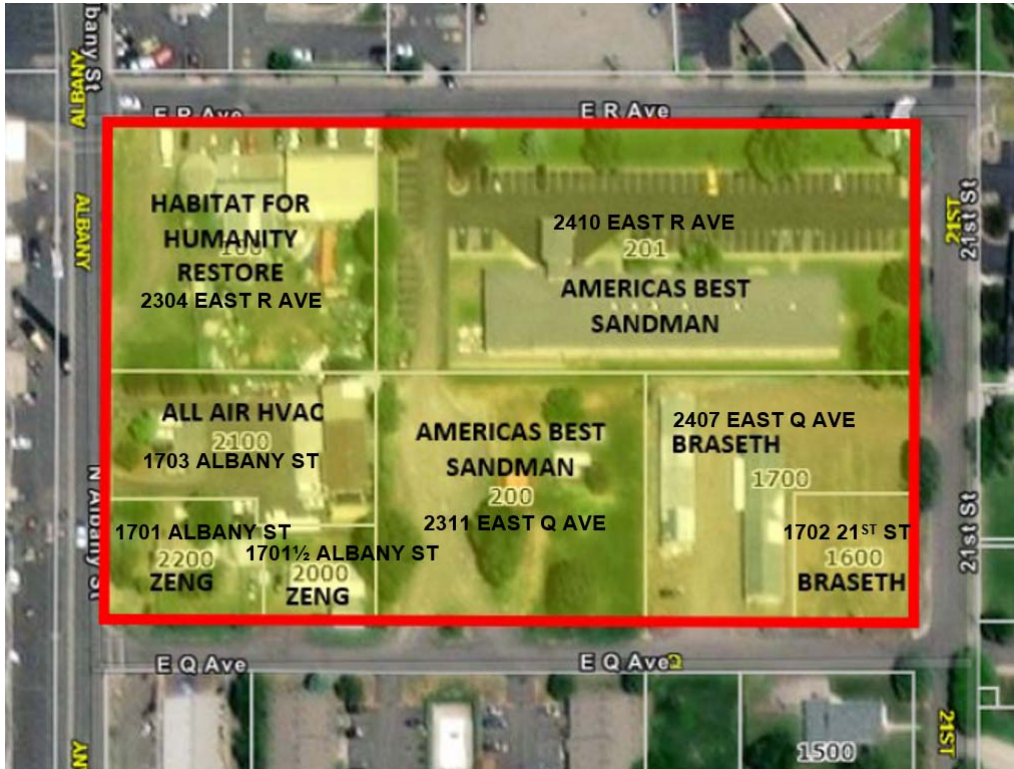 bany St
ALBANY
E R Ave
E R Ave
ALBANY
21ST
21st St
HABITAT FOR
HUMANITY
100
RESTORE
2304 EAST R AVE
2410 EAST R AVE
201
AMERICAS BEST
SANDMAN
ALL AIR HVAC
2100
1703 ALBANY ST
AMERICAS BEST
SANDMAN
200
2311 EAST Q AVE
2407 EAST Q AVE
BRASETH
1700
1701 ALBANY ST
2200
ZENG
1701½ ALBANY ST
2000
ZENG
1702 21ST ST
1600
BRASETH
N Albany St
21st St
E Q Ave
E Q Ave
Q
21ST
1500